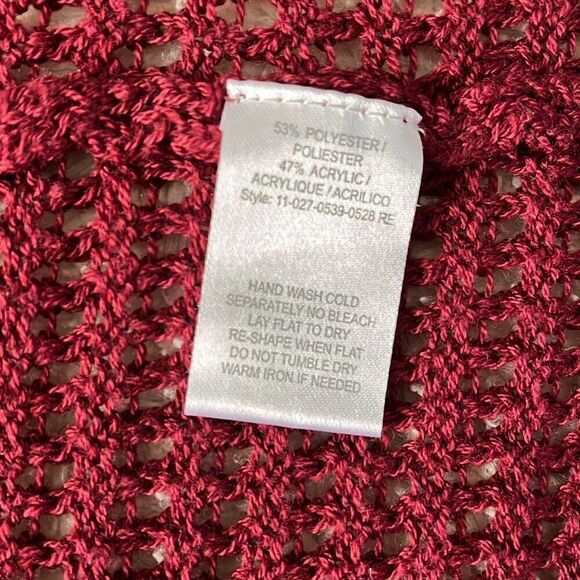 53% POLYESTER /
POLIESTER
47% ACRYLIC /
ACRYLIQUE / ACRILICO
Style: 11-027-0539-0528 RE
HAND WASH COLD
SEPARATELY NO BLEACH
LAY FLAT TO DRY
RE-SHAPE WHEN FLAT
DO NOT TUMBLE DRY
WARM IRON IF NEEDED